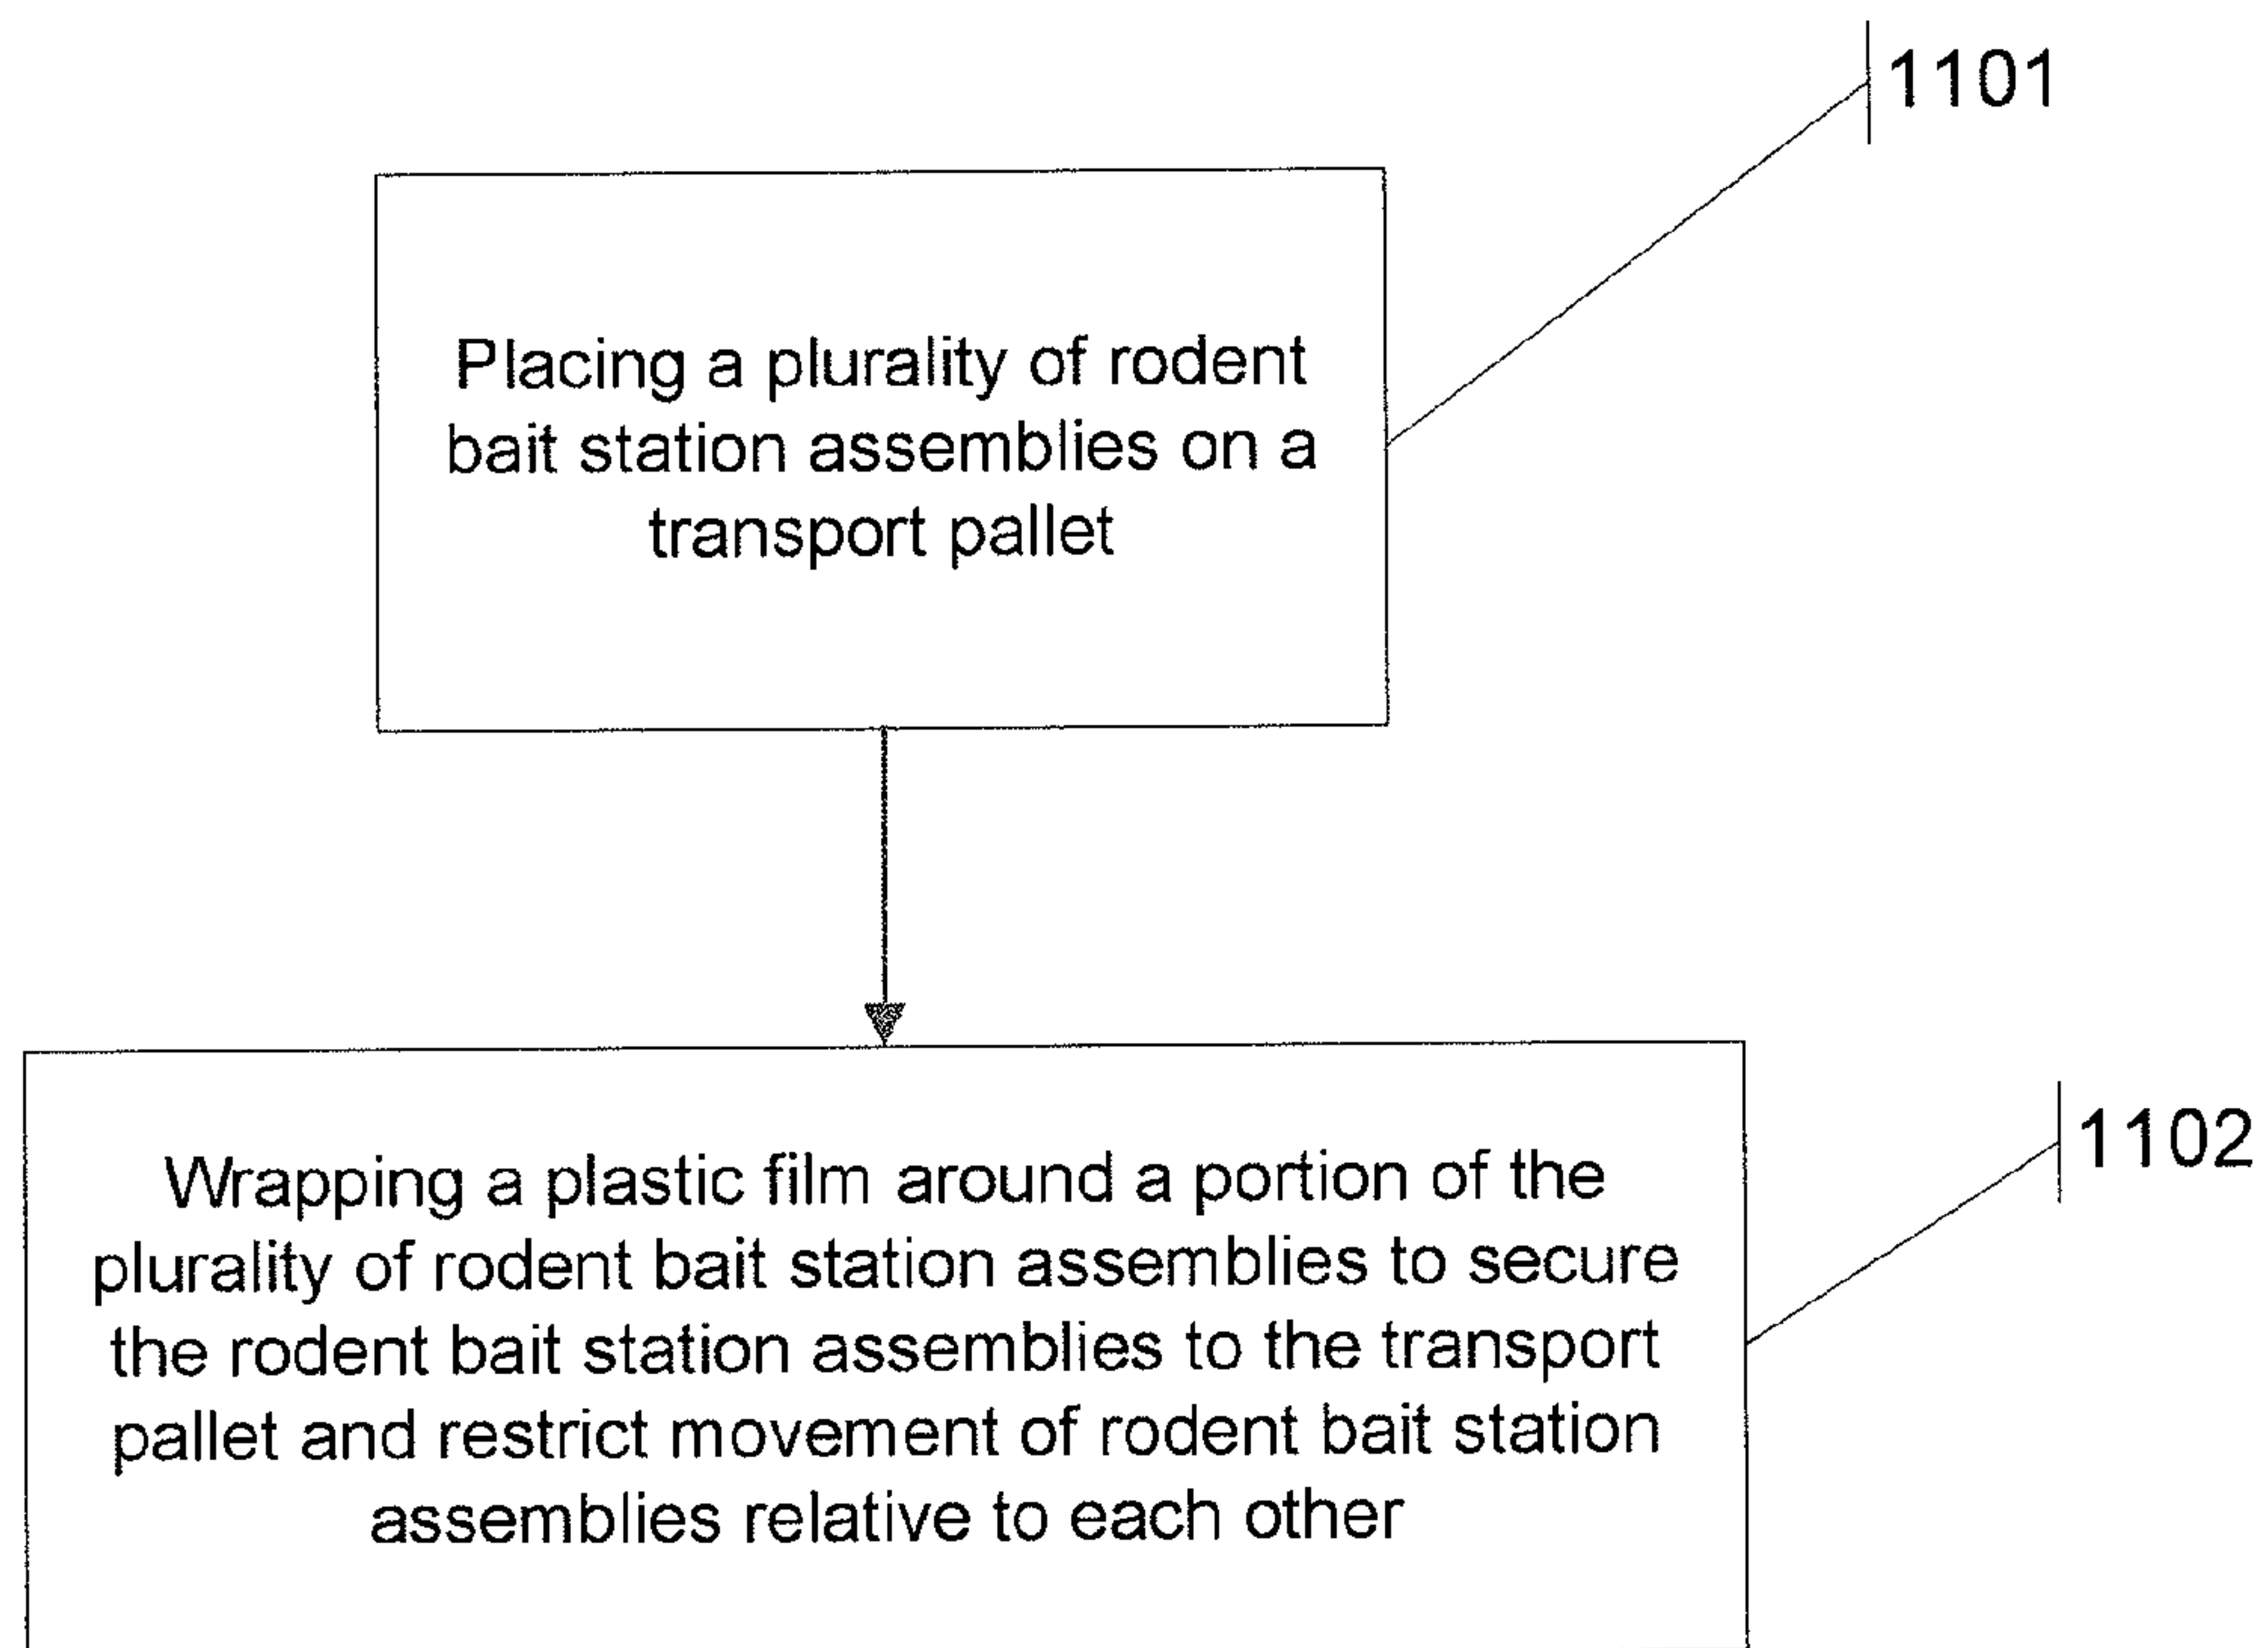 1101
Placing a plurality of rodent
bait station assemblies on a
transport pallet
1102
Wrapping a plastic film around a portion of the
plurality of rodent bait station assemblies to secure
the rodent bait station assemblies to the transport
pallet and restrict movement of rodent bait station
assemblies relative to each other